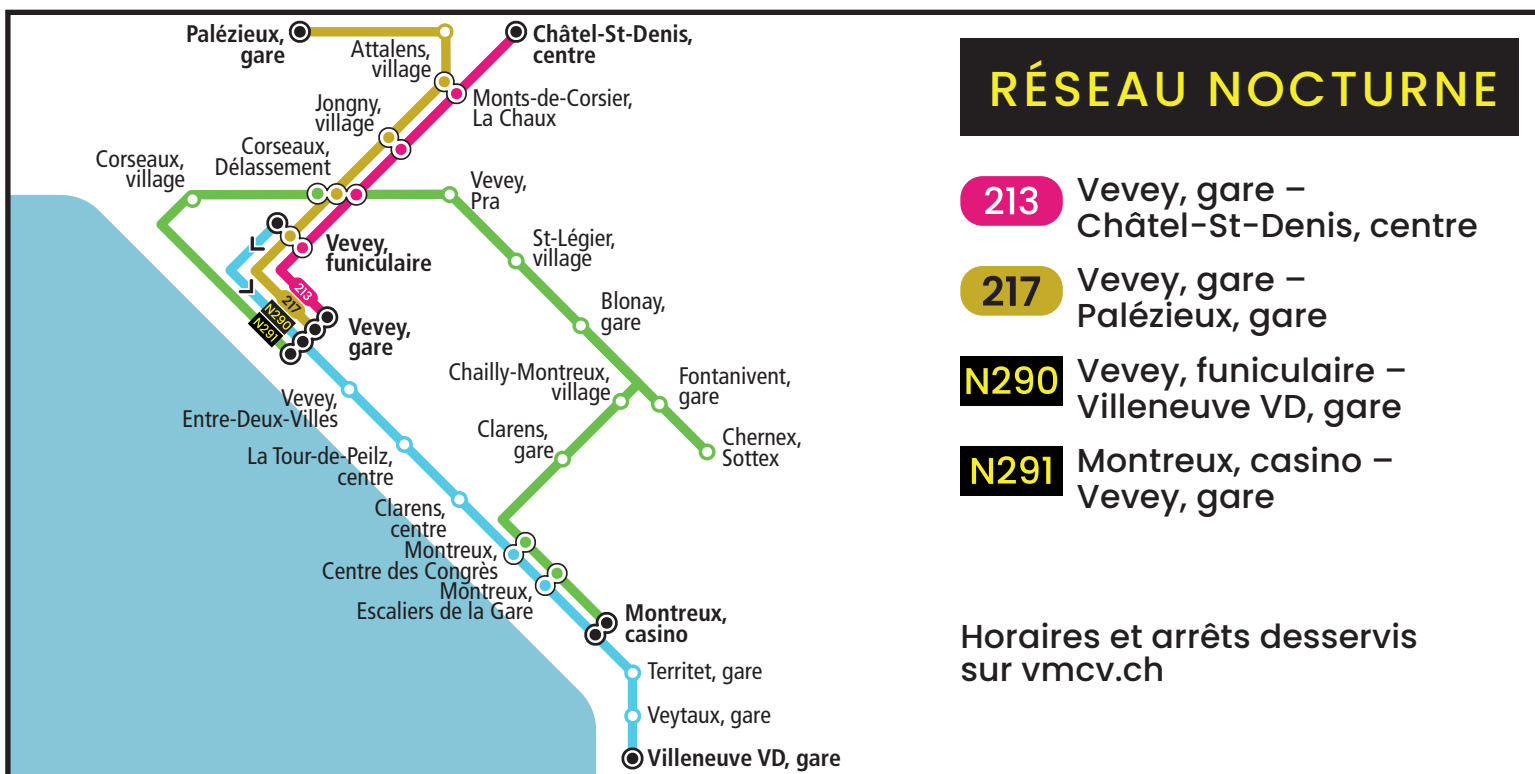 Palézieux,
gare
Attalens,
village
Châtel-St-Denis,
centre
Jongny,
village
Monts-de-Corsier,
La Chaux
Corseaux,
village
Corseaux,
Délassement
Vevey,
Pra
Vevey,
funiculaire
St-Légier,
village
213
217
N290
N291
Vevey,
gare
Blonay,
gare
Vevey,
Entre-Deux-Villes
Chailly-Montreux,
village
Fontanivent,
gare
La Tour-de-Peilz,
centre
Clarens,
gare
Chernex,
Sottex
Clarens,
centre
Montreux,
Centre des Congrès
Montreux,
Escaliers de la Gare
Montreux,
casino
Territet, gare
Veytaux, gare
Villeneuve VD, gare
RÉSEAU NOCTURNE
213
Vevey, gare –
Châtel-St-Denis, centre
217
Vevey, gare –
Palézieux, gare
N290
Vevey, funiculaire –
Villeneuve VD, gare
N291
Montreux, casino –
Vevey, gare
Horaires et arrêts desservis
sur vmcv.ch